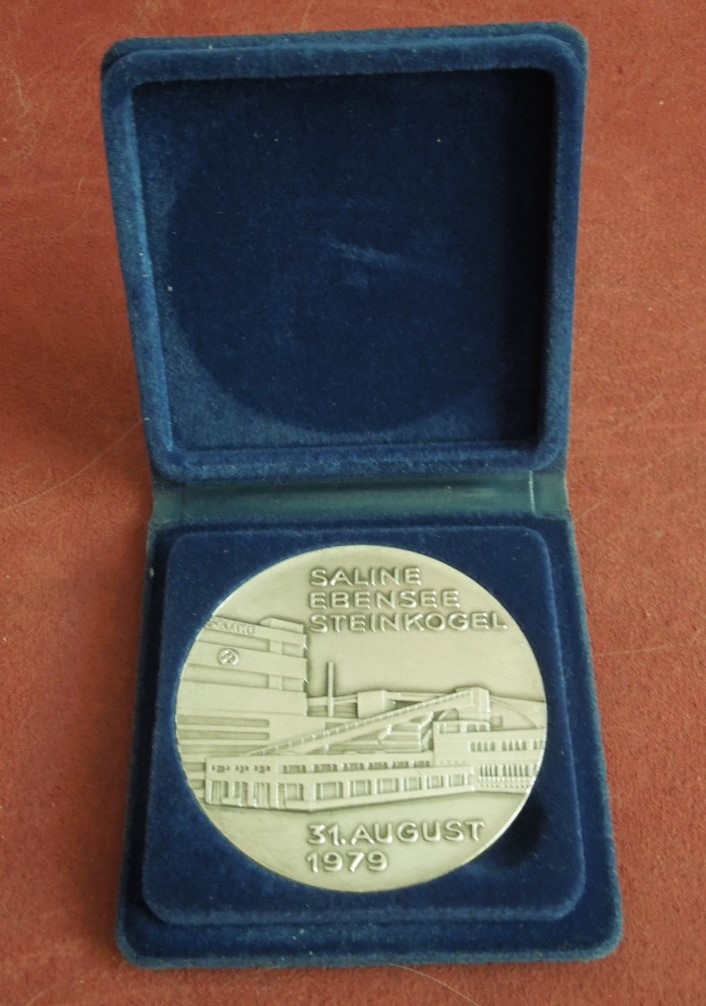 SALINE
EBENSEE
STEINKOGEL
31. AUGUST
1979